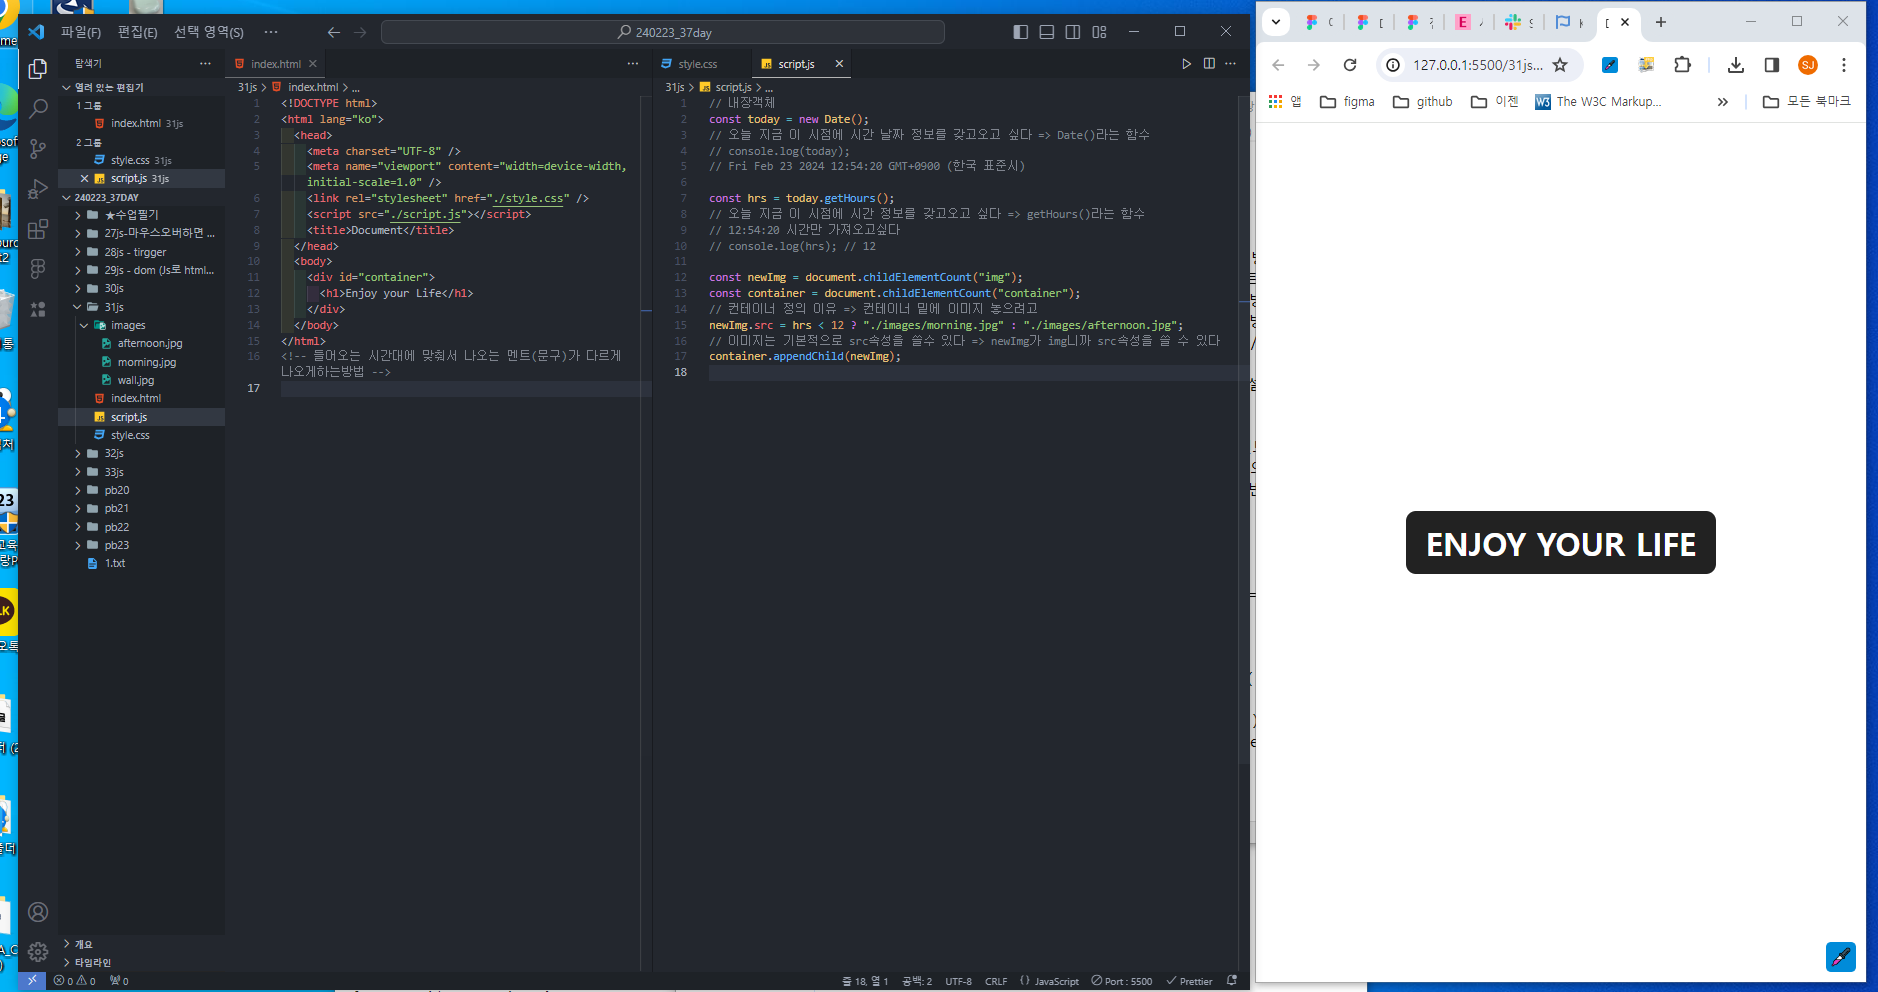 파일(F) 편집(E) 선택 영역(S) ···
240223_37day
탐색기
열려 있는 편집기
1 그룹
index.html 31js
2 그룹
style.css 31js
script.js 31js
240223_37DAY
★수업필기
27js-마우스오버하면 ...
28js - tirgger
29js - dom (Js로 html...
30js
31js
images
afternoon.jpg
morning.jpg
wall.jpg
index.html
script.js
style.css
32js
33js
pb20
pb21
pb22
pb23
1.txt
개요
타임라인
index.html
31js > index.html > ...
1 <!DOCTYPE html>
2 <html lang="ko">
3 <head>
4 <meta charset="UTF-8" />
5 <meta name="viewport" content="width=device-width,
initial-scale=1.0" />
6 <link rel="stylesheet" href="./style.css" />
7 <script src="./script.js"></script>
8 <title>Document</title>
9 </head>
10 <body>
11 <div id="container">
12 <h1>Enjoy your Life</h1>
13 </div>
14 </body>
15 </html>
16 <!-- 들어오는 시간대에 맞춰서 나오는 멘트(문구)가 다르게
나오게하는방법 -->
17
style.css
script.js
31js > script.js > ...
1 // 내장객체
2 const today = new Date();
3 // 오늘 지금 이 시점에 시간 날짜 정보를 갖고오고 싶다 => Date()라는 함수
4 // console.log(today);
5 // Fri Feb 23 2024 12:54:20 GMT+0900 (한국 표준시)
6
7 const hrs = today.getHours();
8 // 오늘 지금 이 시점에 시간 정보를 갖고오고 싶다 => getHours()라는 함수
9 // 12:54:20 시간만 가져오고싶다
10 // console.log(hrs); // 12
11
12 const newImg = document.childElementCount("img");
13 const container = document.childElementCount("container");
14 // 컨테이너 정의 이유 => 컨테이너 밑에 이미지 놓으려고
15 newImg.src = hrs < 12 ? "./images/morning.jpg" : "./images/afternoon.jpg";
16 // 이미지는 기본적으로 src속성을 쓸수 있다 => newImg가 img니까 src속성을 쓸 수 있다
17 container.appendChild(newImg);
18
0 0 0
줄 18, 열 1 공백: 2 UTF-8 CRLF {} JavaScript Port : 5500 Prettier
127.0.0.1:5500/31js...
SJ
앱 figma github 이젠 W3 The W3C Markup... » 모든 북마크
ENJOY YOUR LIFE